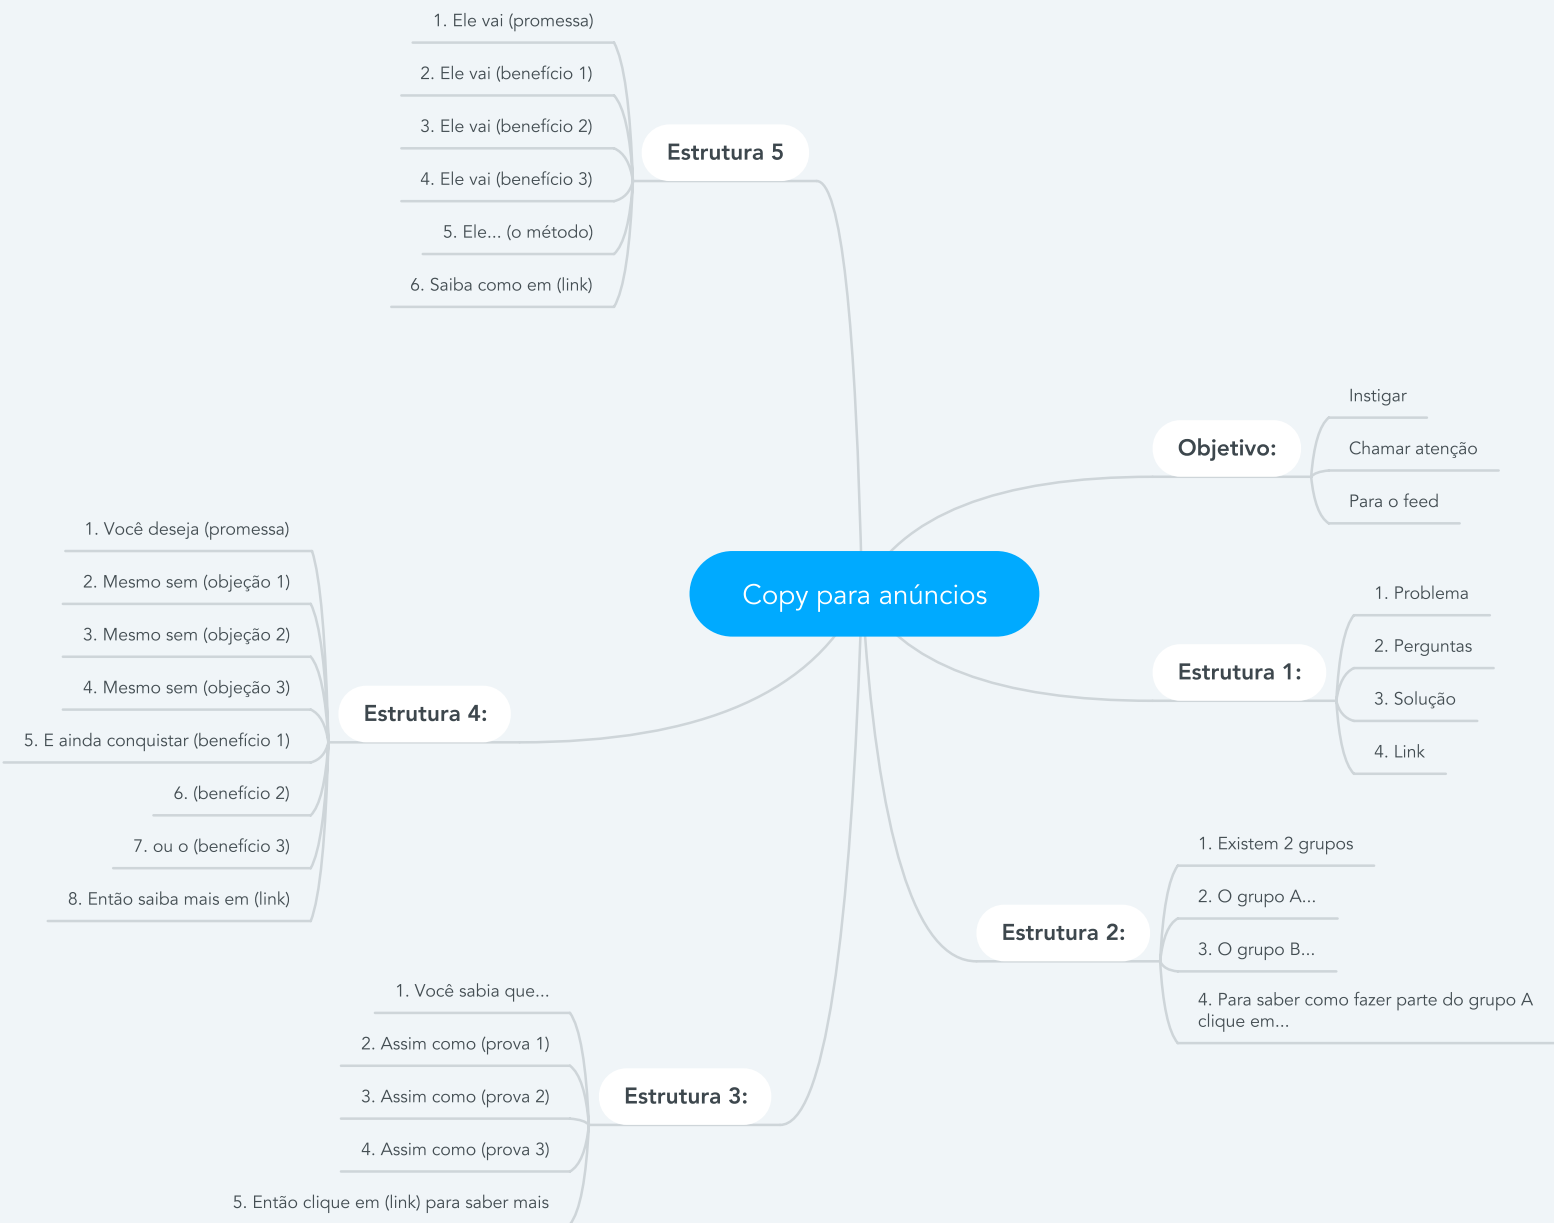 Copy para anúncios
Objetivo:
Instigar
Chamar atenção
Para o feed
Estrutura 1:
1. Problema
2. Perguntas
3. Solução
4. Link
Estrutura 2:
1. Existem 2 grupos
2. O grupo A...
3. O grupo B...
4. Para saber como fazer parte do grupo A
clique em...
Estrutura 3:
1. Você sabia que...
2. Assim como (prova 1)
3. Assim como (prova 2)
4. Assim como (prova 3)
5. Então clique em (link) para saber mais
Estrutura 4:
1. Você deseja (promessa)
2. Mesmo sem (objeção 1)
3. Mesmo sem (objeção 2)
4. Mesmo sem (objeção 3)
5. E ainda conquistar (benefício 1)
6. (benefício 2)
7. ou o (benefício 3)
8. Então saiba mais em (link)
Estrutura 5
1. Ele vai (promessa)
2. Ele vai (benefício 1)
3. Ele vai (benefício 2)
4. Ele vai (benefício 3)
5. Ele... (o método)
6. Saiba como em (link)